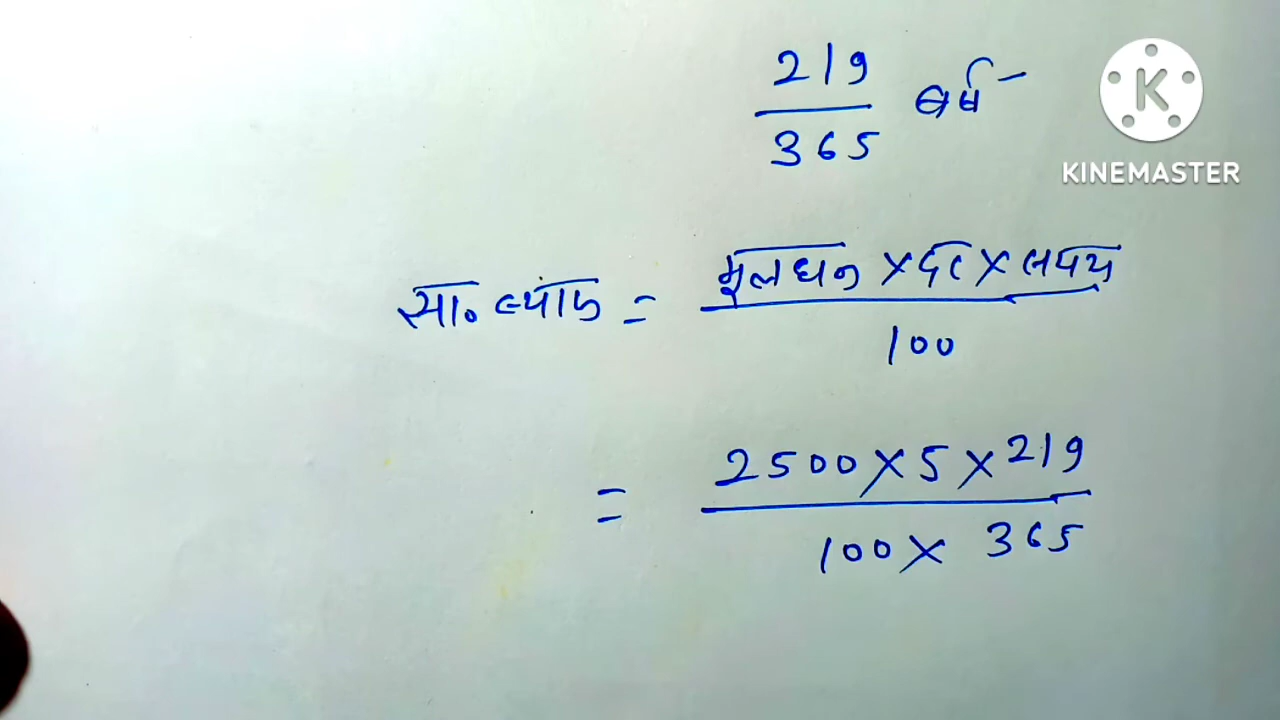 219
365 वर्ष
K
KINEMASTER
सा० ब्याज = मूलधन × दर × समय
100
= 2500 × 5 × 219
100 × 365